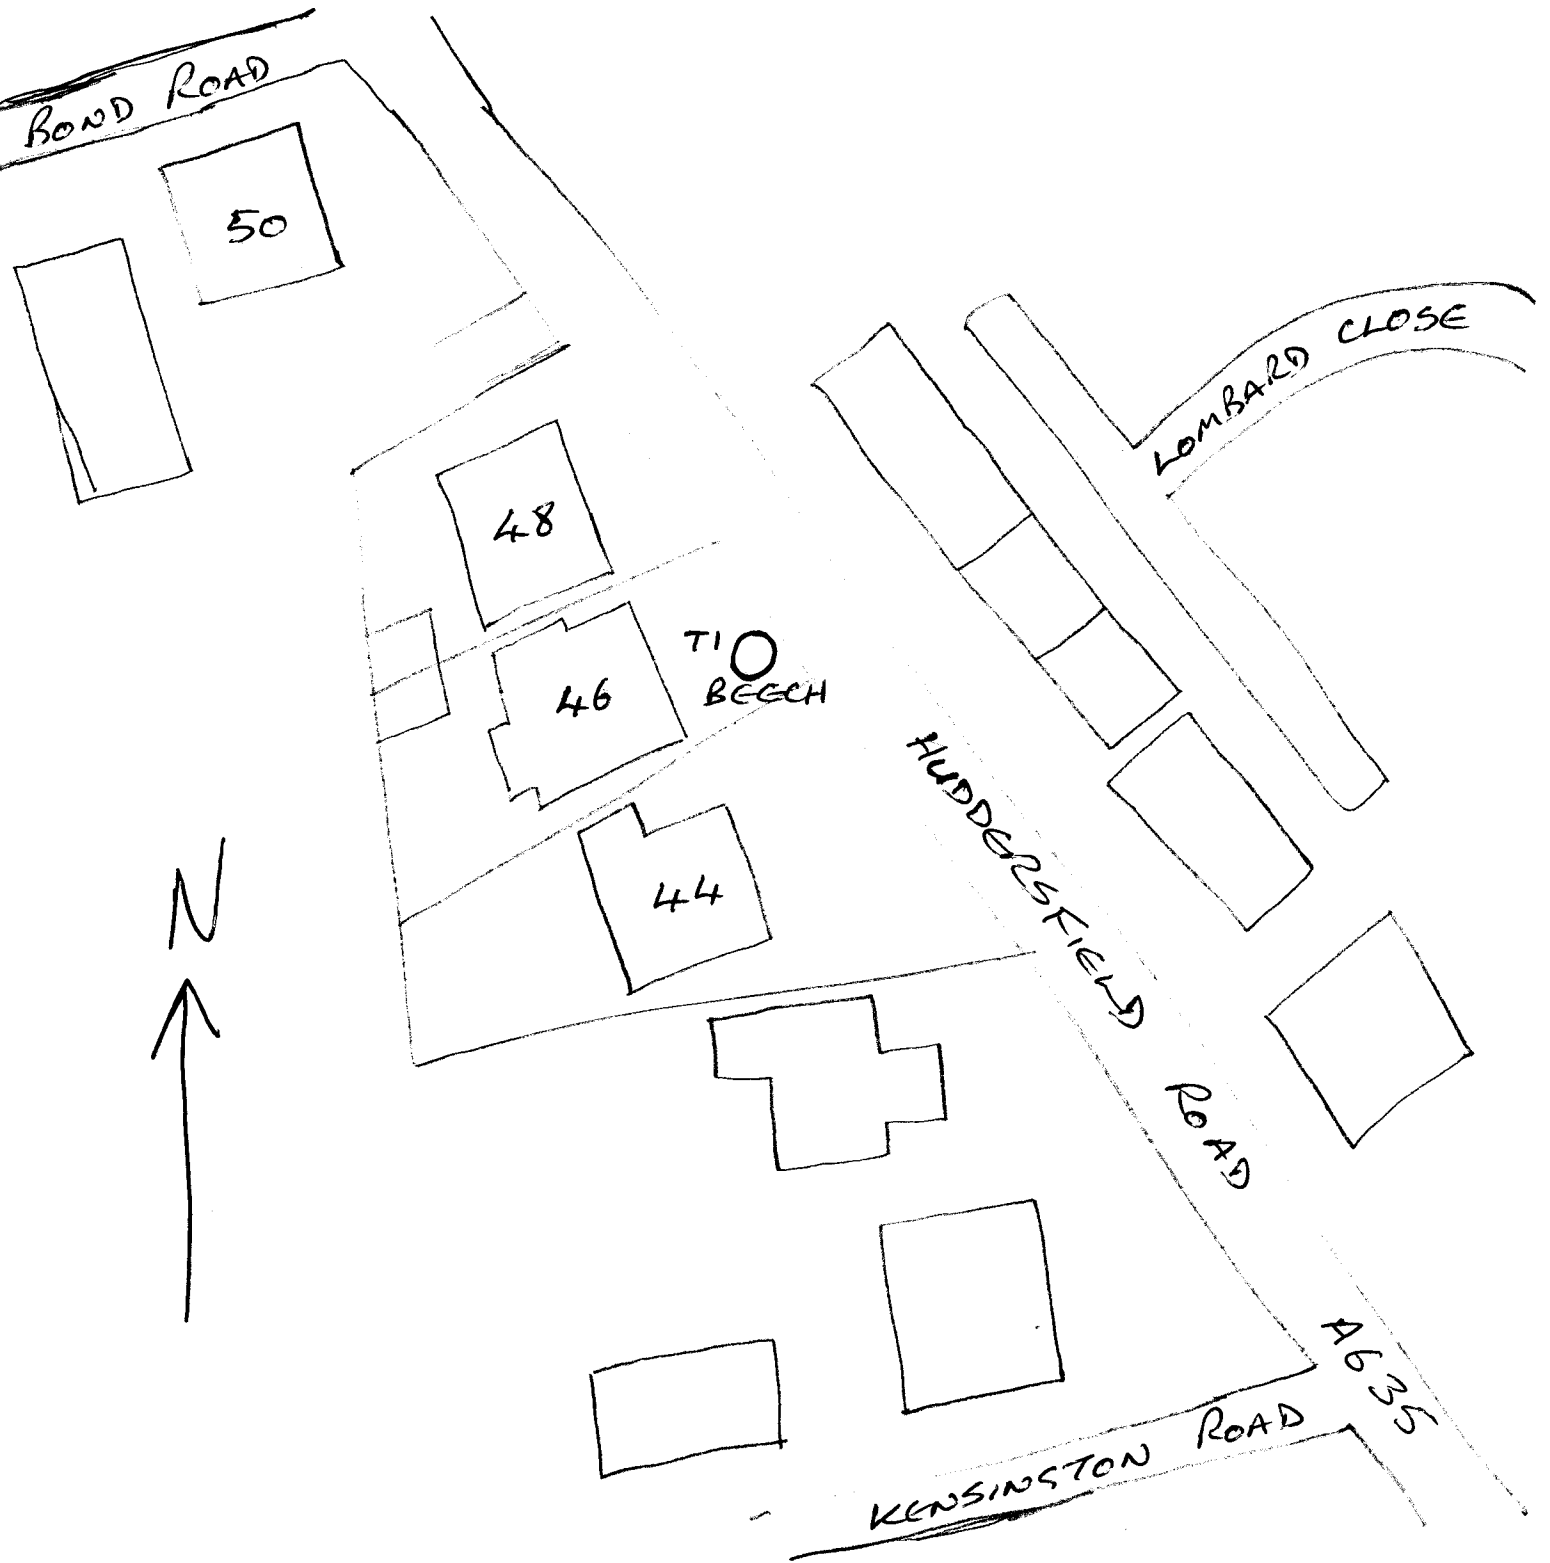 BOND ROAD
50
LOMBARD CLOSE
48
T1
BEECH
46
HUDDERSFIELD ROAD
44
N
A635
KENSINGTON ROAD